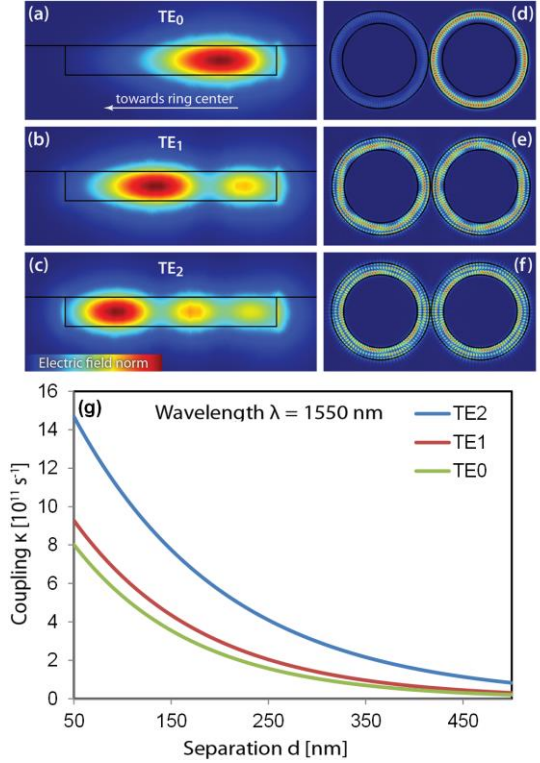 (a)
TE0
towards ring center
(d)
(b)
TE1
(e)
(c)
TE2
(f)
Electric field norm
(g)
Wavelength λ = 1550 nm
TE2
TE1
TE0
Coupling κ [10¹¹ s⁻¹]
16
14
12
10
8
6
4
2
0
50
150
250
350
450
Separation d [nm]